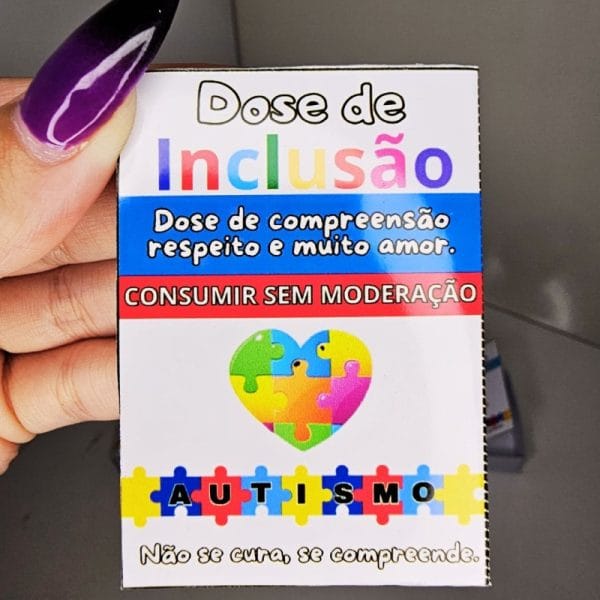 Dose de
Inclusão
Dose de compreensão
respeito e muito amor.
CONSUMIR SEM MODERAÇÃO
AUTISMO
Não se cura, se compreende.